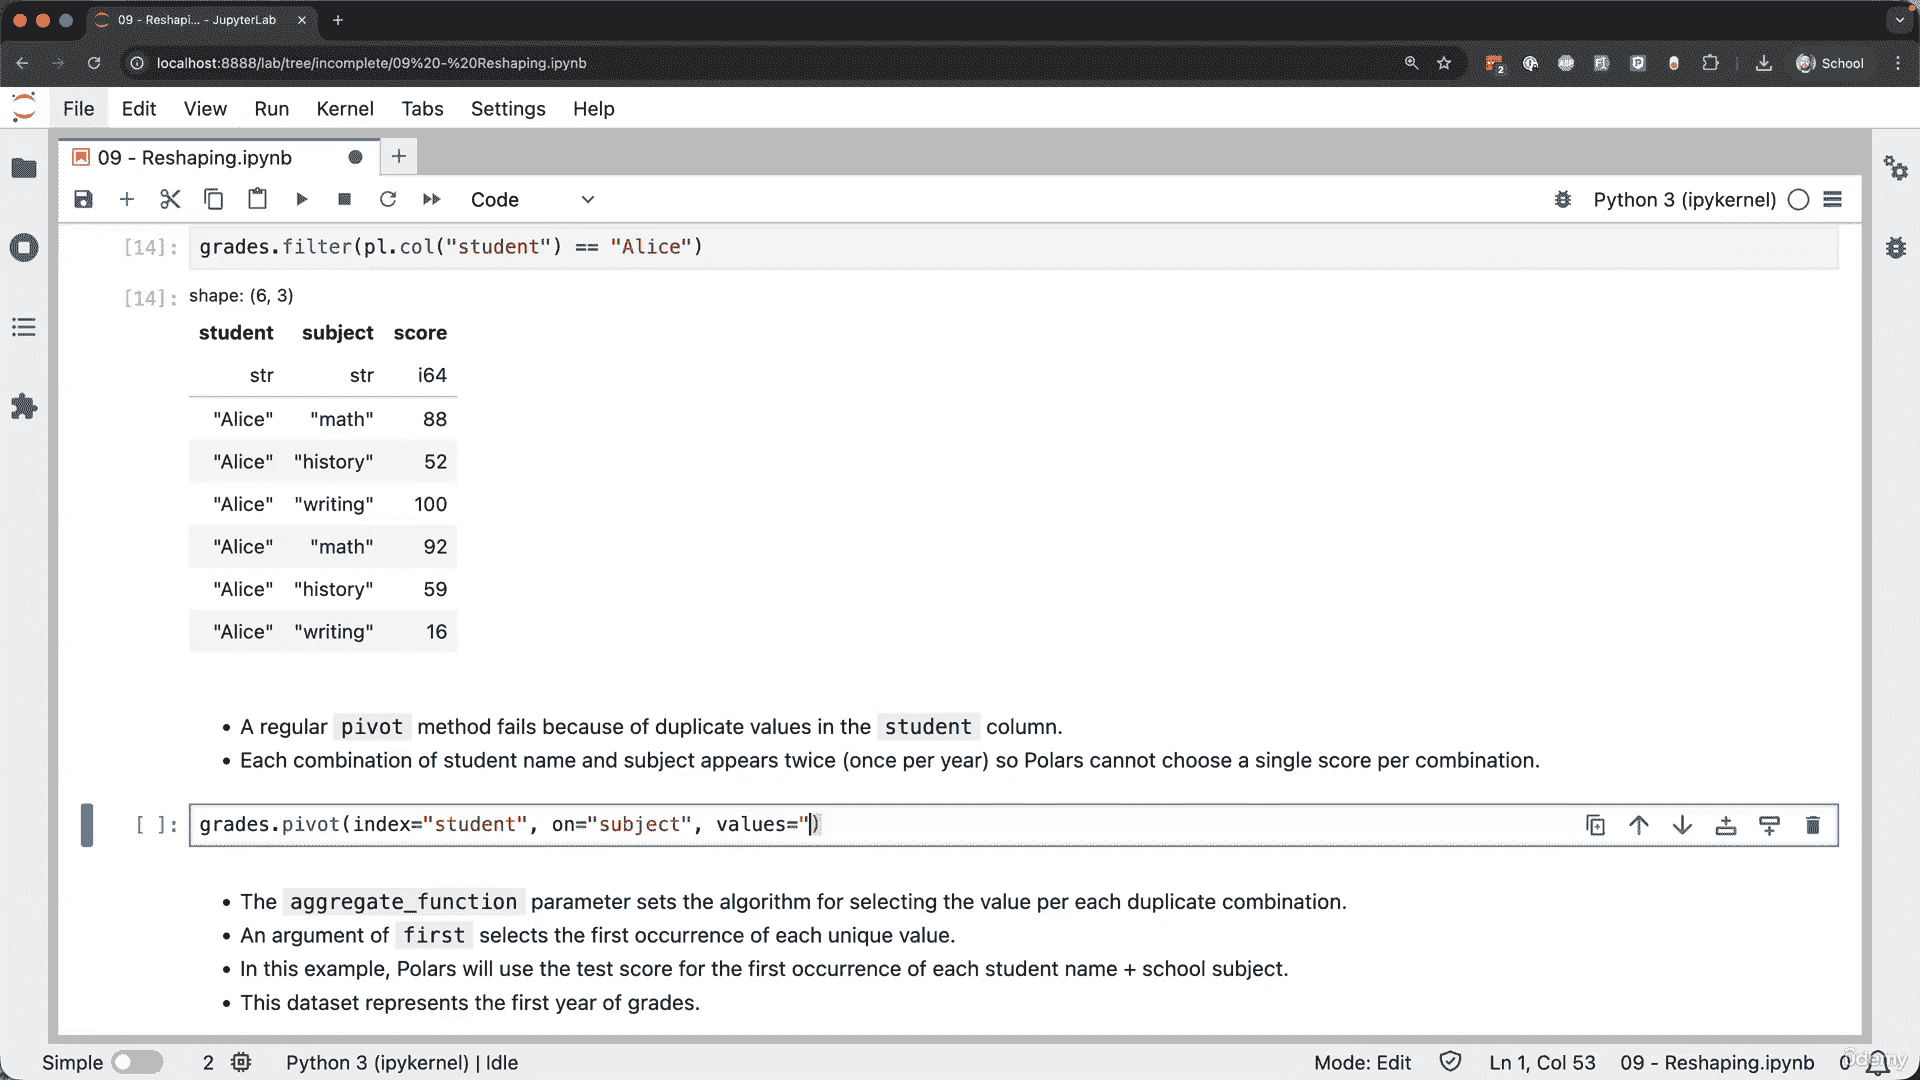 09 - Reshapi... - JupyterLab
localhost:8888/lab/tree/incomplete/09%20-%20Reshaping.ipynb
2
ABP
School
File Edit View Run Kernel Tabs Settings Help
09 - Reshaping.ipynb
Code
Python 3 (ipykernel)
[14]: grades.filter(pl.col("student") == "Alice")
[14]: shape: (6, 3)
student subject score
str str i64
"Alice" "math" 88
"Alice" "history" 52
"Alice" "writing" 100
"Alice" "math" 92
"Alice" "history" 59
"Alice" "writing" 16
• A regular pivot method fails because of duplicate values in the student column.
• Each combination of student name and subject appears twice (once per year) so Polars cannot choose a single score per combination.
[ ]: grades.pivot(index="student", on="subject", values=")
• The aggregate_function parameter sets the algorithm for selecting the value per each duplicate combination.
• An argument of first selects the first occurrence of each unique value.
• In this example, Polars will use the test score for the first occurrence of each student name + school subject.
• This dataset represents the first year of grades.
Simple 2 Python 3 (ipykernel) | Idle Mode: Edit Ln 1, Col 53 09 - Reshaping.ipynb 0
udemy